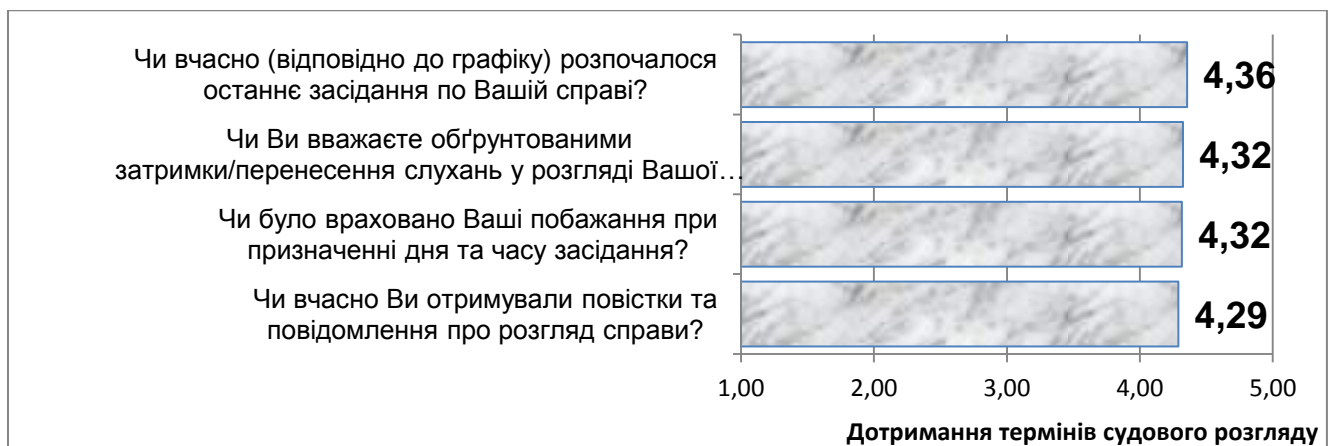 Чи вчасно (відповідно до графіку) розпочалося
останнє засідання по Вашій справі?
4,36
Чи Ви вважаєте обґрунтованими
затримки/перенесення слухань у розгляді Вашої…
4,32
Чи було враховано Ваші побажання при
призначенні дня та часу засідання?
4,32
Чи вчасно Ви отримували повістки та
повідомлення про розгляд справи?
4,29
1,00 2,00 3,00 4,00 5,00
Дотримання термінів судового розгляду